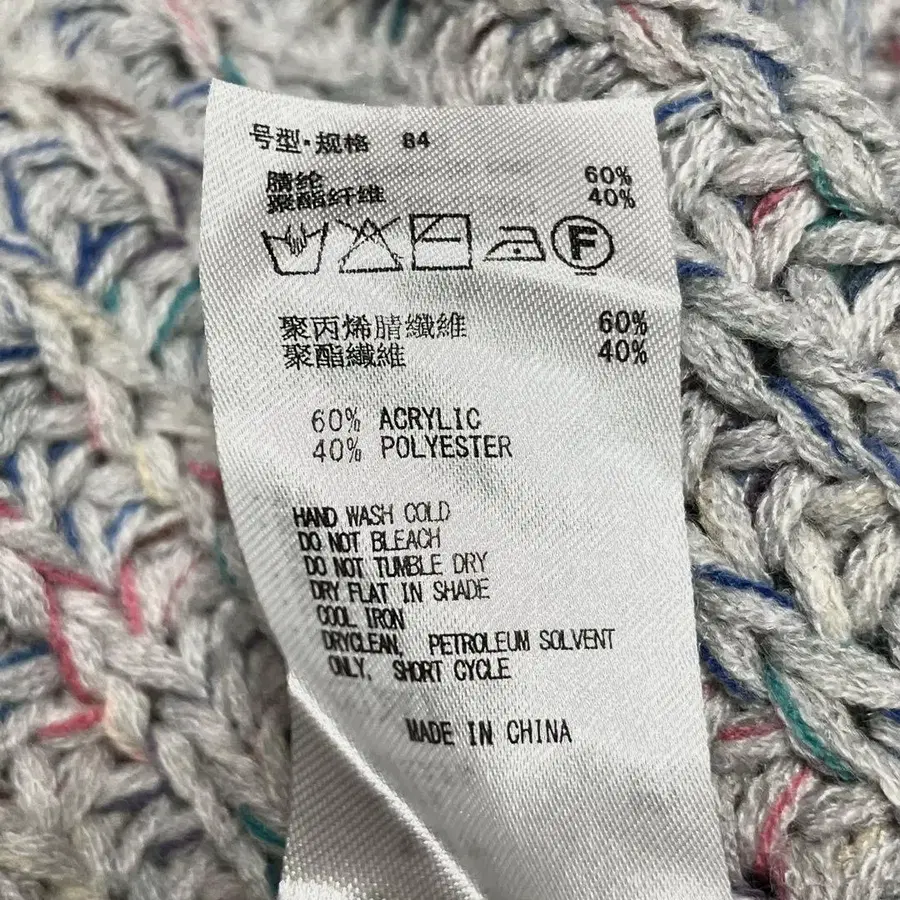 号型·规格 84
腈纶 60%
聚酯纤维 40%
F
聚丙烯腈纖維 60%
聚酯纖維 40%
60% ACRYLIC
40% POLYESTER
HAND WASH COLD
DO NOT BLEACH
DO NOT TUMBLE DRY
DRY FLAT IN SHADE
COOL IRON
DRYCLEAN, PETROLEUM SOLVENT
ONLY, SHORT CYCLE
MADE IN CHINA